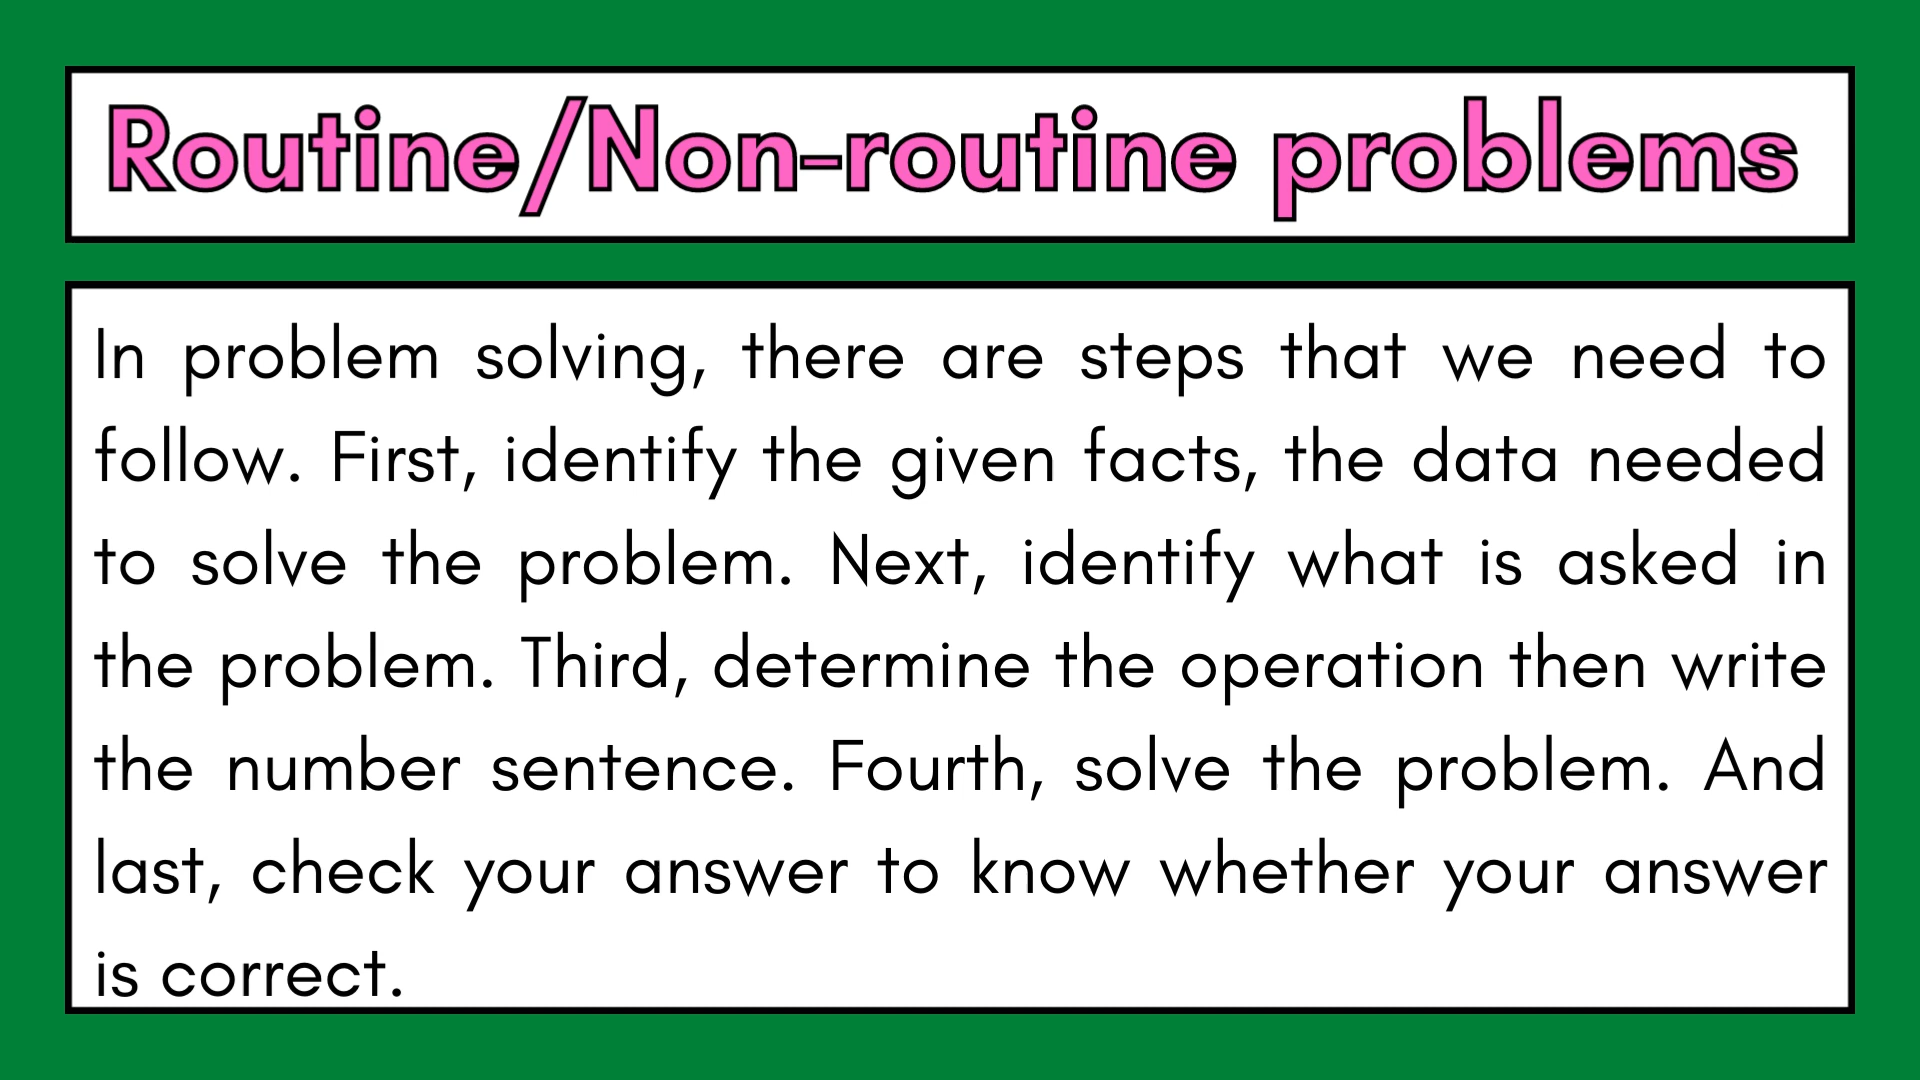 Routine/Non-routine problems
In problem solving, there are steps that we need to
follow. First, identify the given facts, the data needed
to solve the problem. Next, identify what is asked in
the problem. Third, determine the operation then write
the number sentence. Fourth, solve the problem. And
last, check your answer to know whether your answer
is correct.